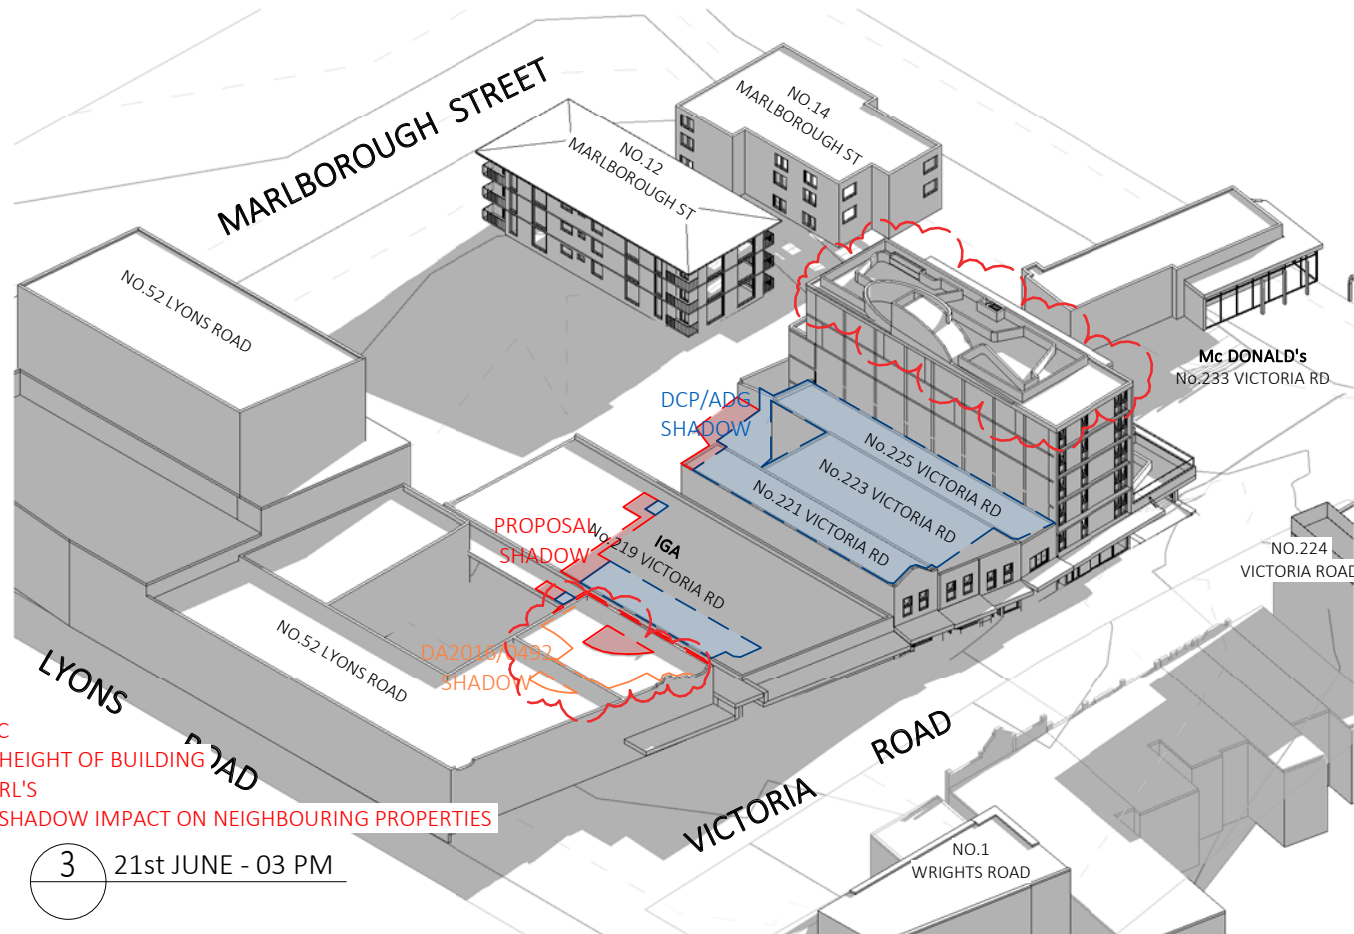 MARLBOROUGH STREET
NO.14
MARLBOROUGH ST
NO.12
MARLBOROUGH ST
NO.52 LYONS ROAD
Mc DONALD's
No.233 VICTORIA RD
DCP/ADG
SHADOW
No.225 VICTORIA RD
No.223 VICTORIA RD
No.221 VICTORIA RD
PROPOSAL
SHADOW
IGA
No.219 VICTORIA RD
NO.224
VICTORIA ROAD
NO.52 LYONS ROAD
DA2016/0492
SHADOW
LYONS ROAD
VICTORIA ROAD
C
HEIGHT OF BUILDING
RL'S
SHADOW IMPACT ON NEIGHBOURING PROPERTIES
NO.1
WRIGHTS ROAD
3 21st JUNE - 03 PM